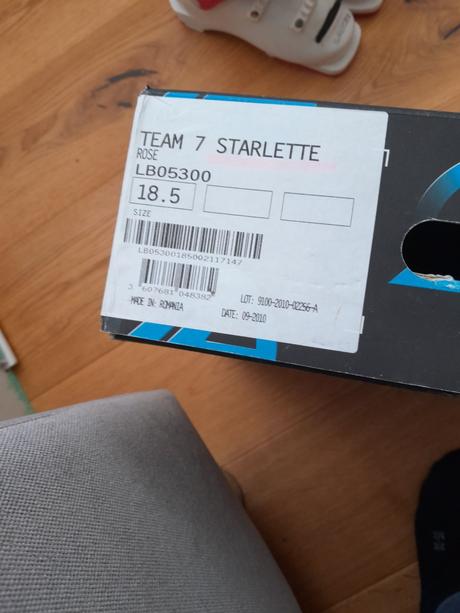 TEAM 7 STARLETTE
ROSE
LB05300
18.5
SIZE
LB05300185002117147
3 607681 048382
MADE IN: ROMANIA
LOT: 9100-2010-02256-A
DATE: 09-2010